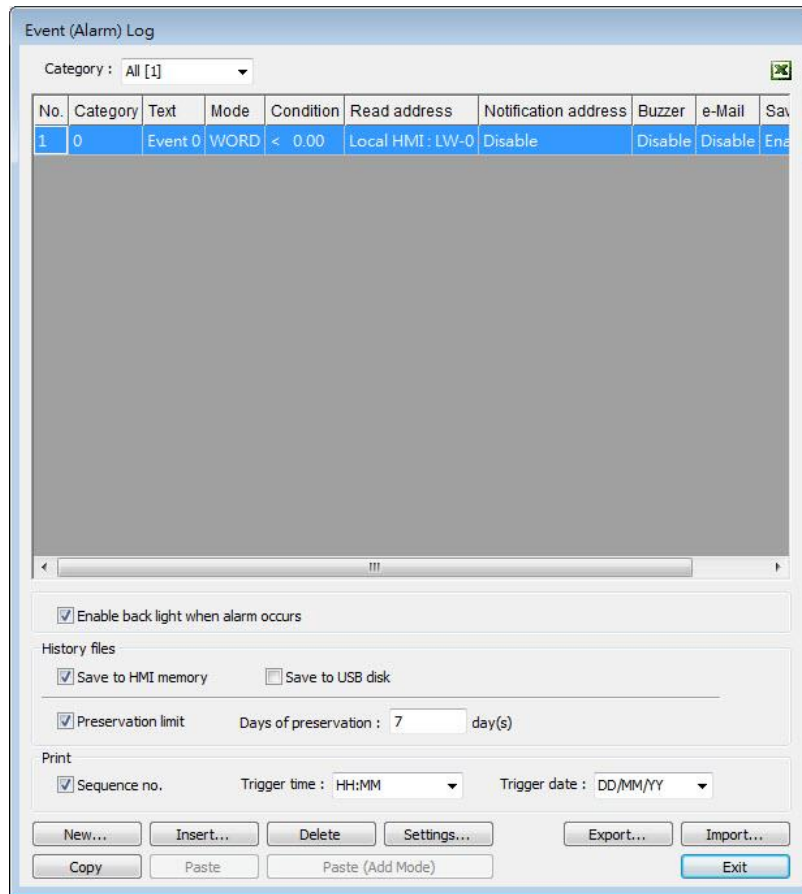 Event (Alarm) Log
Category : All [1]
No. Category Text Mode Condition Read address Notification address Buzzer e-Mail Sav
1 0 Event 0 WORD < 0.00 Local HMI : LW-0 Disable Disable Disable Ena
Enable back light when alarm occurs
History files
Save to HMI memory Save to USB disk
Preservation limit Days of preservation : 7 day(s)
Print
Sequence no. Trigger time : HH:MM Trigger date : DD/MM/YY
New... Insert... Delete Settings... Export... Import...
Copy Paste Paste (Add Mode) Exit